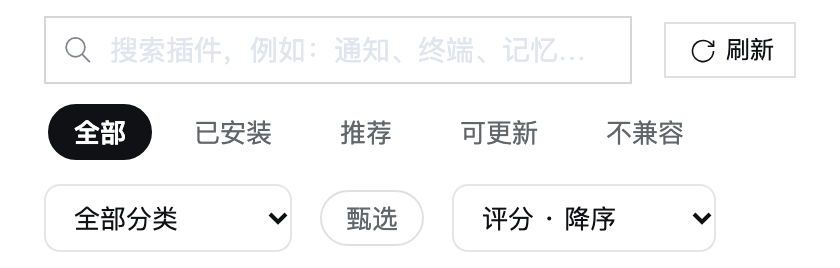 搜索插件，例如：通知、终端、记忆... 刷新
全部 已安装 推荐 可更新 不兼容
全部分类 甄选 评分 · 降序